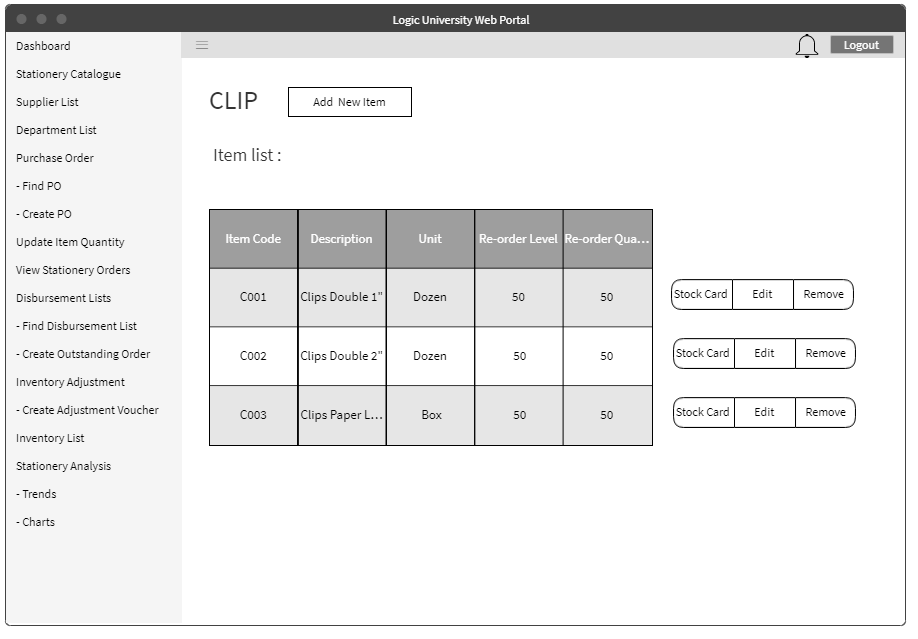 Logic University Web Portal
Dashboard
Logout
Stationery Catalogue
Supplier List
Department List
Purchase Order
- Find PO
- Create PO
Update Item Quantity
View Stationery Orders
Disbursement Lists
- Find Disbursement List
- Create Outstanding Order
Inventory Adjustment
- Create Adjustment Voucher
Inventory List
Stationery Analysis
- Trends
- Charts
CLIP Add New Item
Item list :
Item Code Description Unit Re-order Level Re-order Qua...
C001 Clips Double 1" Dozen 50 50 Stock Card Edit Remove
C002 Clips Double 2" Dozen 50 50 Stock Card Edit Remove
C003 Clips Paper L... Box 50 50 Stock Card Edit Remove